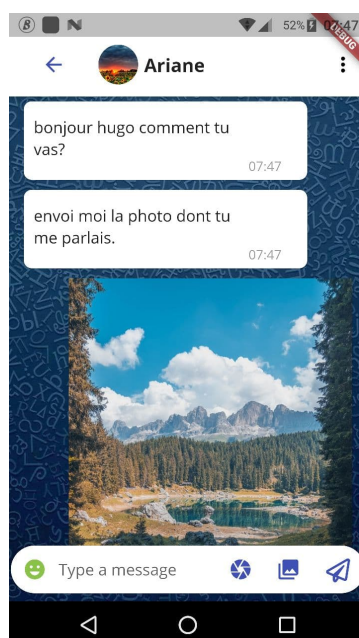 52% 07:47
DEBUG
Ariane
bonjour hugo comment tu
vas?
07:47
envoi moi la photo dont tu
me parlais.
07:47
Type a message